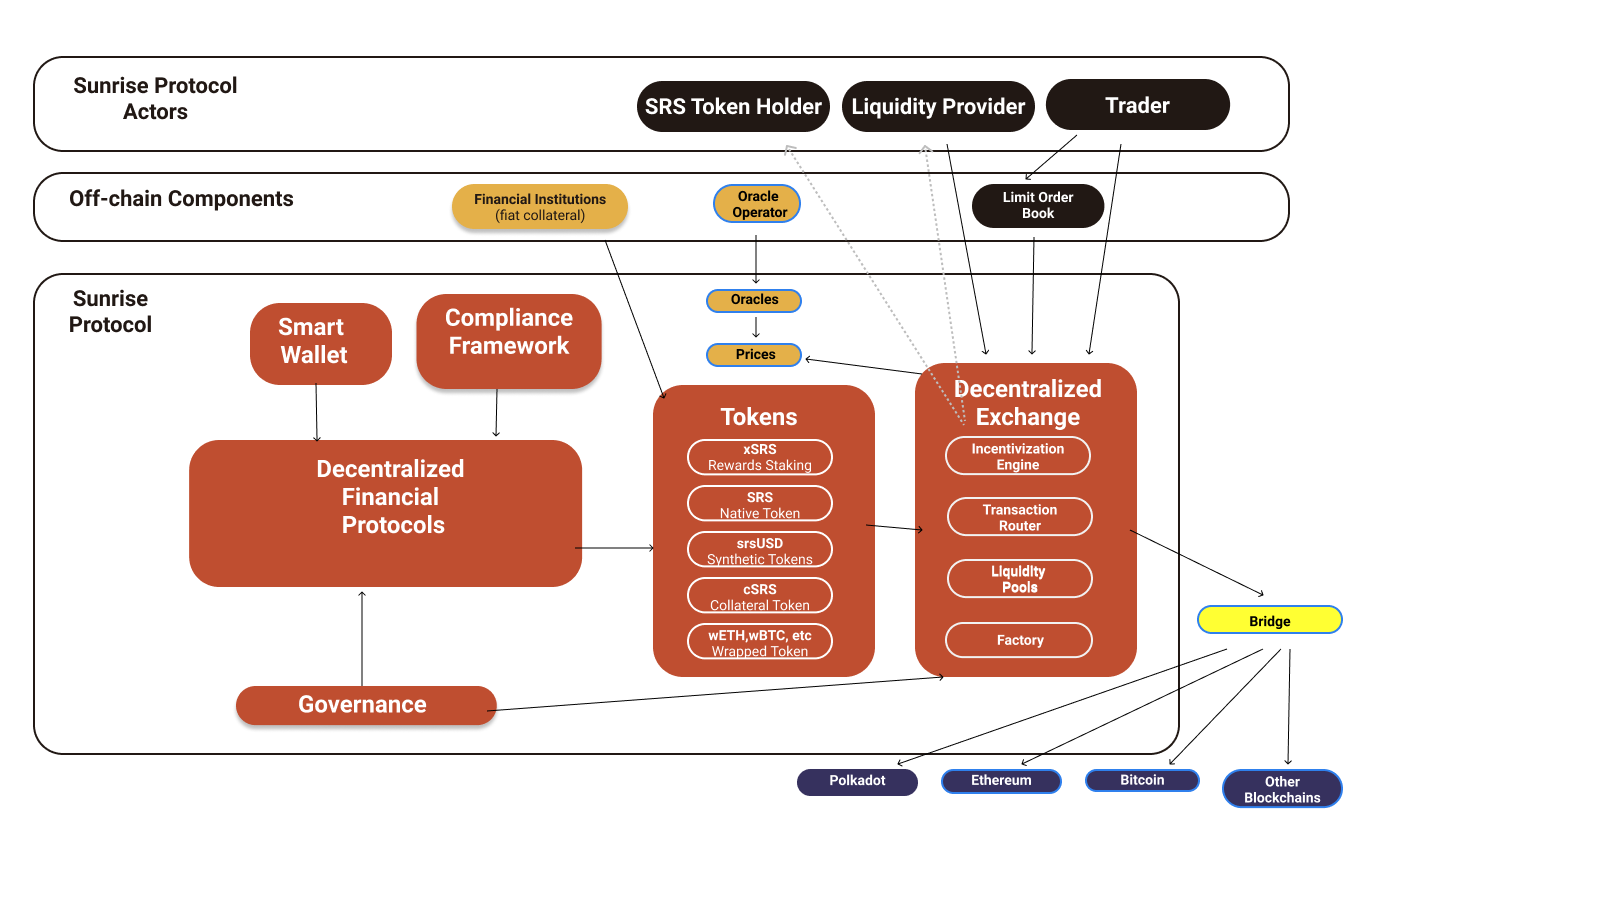 Sunrise Protocol
Actors
SRS Token Holder
Liquidity Provider
Trader
Off-chain Components
Financial Institutions
(fiat collateral)
Oracle
Operator
Limit Order
Book
Sunrise
Protocol
Smart
Wallet
Compliance
Framework
Oracles
Prices
Decentralized
Financial
Protocols
Governance
Tokens
xSRS
Rewards Staking
SRS
Native Token
srsUSD
Synthetic Tokens
cSRS
Collateral Token
wETH,wBTC, etc
Wrapped Token
Decentralized
Exchange
Incentivization
Engine
Transaction
Router
Liquidity
Pools
Factory
Bridge
Polkadot
Ethereum
Bitcoin
Other
Blockchains